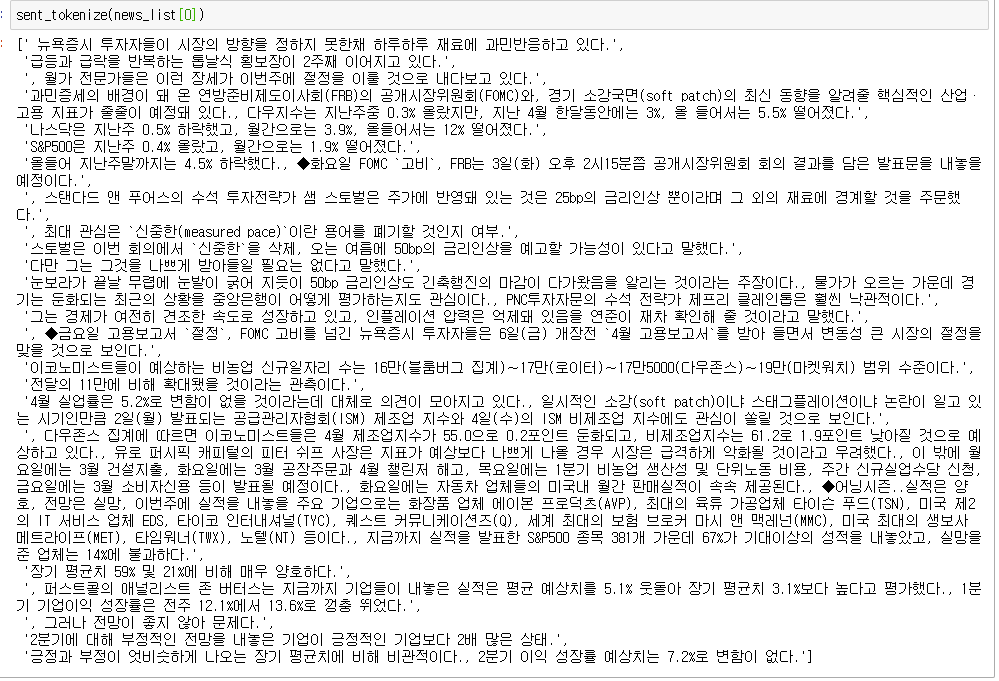 sent_tokenize(news_list[0])
[' 뉴욕증시 투자자들이 시장의 방향을 정하지 못한채 하루하루 재료에 과민반응하고 있다.',
'급등과 급락을 반복하는 톱날식 횡보장이 2주째 이어지고 있다.',
', 월가 전문가들은 이런 장세가 이번주에 절정을 이룰 것으로 내다보고 있다.',
'과민증세의 배경이 돼 온 연방준비제도이사회(FRB)의 공개시장위원회(FOMC)와, 경기 소강국면(soft patch)의 최신 동향을 알려줄 핵심적인 산업ㆍ
고용 지표가 줄줄이 예정돼 있다., 다우지수는 지난주중 0.3% 올랐지만, 지난 4월 한달동안에는 3%, 올 들어서는 5.5% 떨어졌다.',
'나스닥은 지난주 0.5% 하락했고, 월간으로는 3.9%, 올들어서는 12% 떨어졌다.',
'S&P500은 지난주 0.4% 올랐고, 월간으로는 1.9% 떨어졌다.',
'올들어 지난주말까지는 4.5% 하락했다., ◆화요일 FOMC `고비`, FRB는 3일(화) 오후 2시15분쯤 공개시장위원회 회의 결과를 담은 발표문을 내놓을
예정이다.',
', 스탠다드 앤 푸어스의 수석 투자전략가 샘 스토벌은 주가에 반영돼 있는 것은 25bp의 금리인상 뿐이라며 그 외의 재료에 경계할 것을 주문했
다.',
', 최대 관심은 `신중한(measured pace)`이란 용어를 폐기할 것인지 여부.',
'스토벌은 이번 회의에서 `신중한`을 삭제, 오는 여름에 50bp의 금리인상을 예고할 가능성이 있다고 말했다.',
'다만 그는 그것을 나쁘게 받아들일 필요는 없다고 말했다.',
'눈보라가 끝날 무렵에 눈발이 굵어 지듯이 50bp 금리인상도 긴축행진의 마감이 다가왔음을 알리는 것이라는 주장이다., 물가가 오르는 가운데 경
기는 둔화되는 최근의 상황을 중앙은행이 어떻게 평가하는지도 관심이다., PNC투자자문의 수석 전략가 제프리 클레인톱은 훨씬 낙관적이다.',
'그는 경제가 여전히 견조한 속도로 성장하고 있고, 인플레이션 압력은 억제돼 있음을 연준이 재차 확인해 줄 것이라고 말했다.',
', ◆금요일 고용보고서 `절정`, FOMC 고비를 넘긴 뉴욕증시 투자자들은 6일(금) 개장전 `4월 고용보고서`를 받아 들면서 변동성 큰 시장의 절정을
맞을 것으로 보인다.',
'이코노미스트들이 예상하는 비농업 신규일자리 수는 16만(블룸버그 집계)~17만(로이터)~17만5000(다우존스)~19만(마켓워치) 범위 수준이다.',
'전달의 11만에 비해 확대됐을 것이라는 관측이다.',
'4월 실업률은 5.2%로 변함이 없을 것이라는데 대체로 의견이 모아지고 있다., 일시적인 소강(soft patch)이냐 스태그플레이션이냐 논란이 일고 있
는 시기인만큼 2일(월) 발표되는 공급관리자협회(ISM) 제조업 지수와 4일(수)의 ISM 비제조업 지수에도 관심이 쏠릴 것으로 보인다.',
', 다우존스 집계에 따르면 이코노미스트들은 4월 제조업지수가 55.0으로 0.2포인트 둔화되고, 비제조업지수는 61.2로 1.9포인트 낮아질 것으로 예
상하고 있다., 유로 퍼시픽 캐피털의 피터 쉬프 사장은 지표가 예상보다 나쁘게 나올 경우 시장은 급격하게 악화될 것이라고 우려했다., 이 밖에 월
요일에는 3월 건설지출, 화요일에는 3월 공장주문과 4월 챌린저 해고, 목요일에는 1분기 비농업 생산성 및 단위노동 비용, 주간 신규실업수당 신청,
금요일에는 3월 소비자신용 등이 발표될 예정이다., 화요일에는 자동차 업체들의 미국내 월간 판매실적이 속속 제공된다., ◆어닝시즌..실적은 양
호, 전망은 실망, 이번주에 실적을 내놓을 주요 기업으로는 화장품 업체 에이본 프로덕츠(AVP), 최대의 육류 가공업체 타이슨 푸드(TSN), 미국 제2
의 IT 서비스 업체 EDS, 타이코 인터내셔널(TYC), 퀘스트 커뮤니케이션즈(Q), 세계 최대의 보험 브로커 마시 앤 맥레넌(MMC), 미국 최대의 생보사
메트라이프(MET), 타임워너(TWX), 노텔(NT) 등이다., 지금까지 실적을 발표한 S&P500 종목 381개 가운데 67%가 기대이상의 성적을 내놓았고, 실망을
준 업체는 14%에 불과하다.',
'장기 평균치 59% 및 21%에 비해 매우 양호하다.',
', 퍼스트콜의 애널리스트 존 버터스는 지금까지 기업들이 내놓은 실적은 평균 예상치를 5.1% 웃돌아 장기 평균치 3.1%보다 높다고 평가했다., 1분
기 기업이익 성장률은 전주 12.1%에서 13.6%로 껑충 뛰었다.',
', 그러나 전망이 좋지 않아 문제다.',
'2분기에 대해 부정적인 전망을 내놓은 기업이 긍정적인 기업보다 2배 많은 상태.',
'긍정과 부정이 엇비슷하게 나오는 장기 평균치에 비해 비관적이다., 2분기 이익 성장률 예상치는 7.2%로 변함이 없다.']